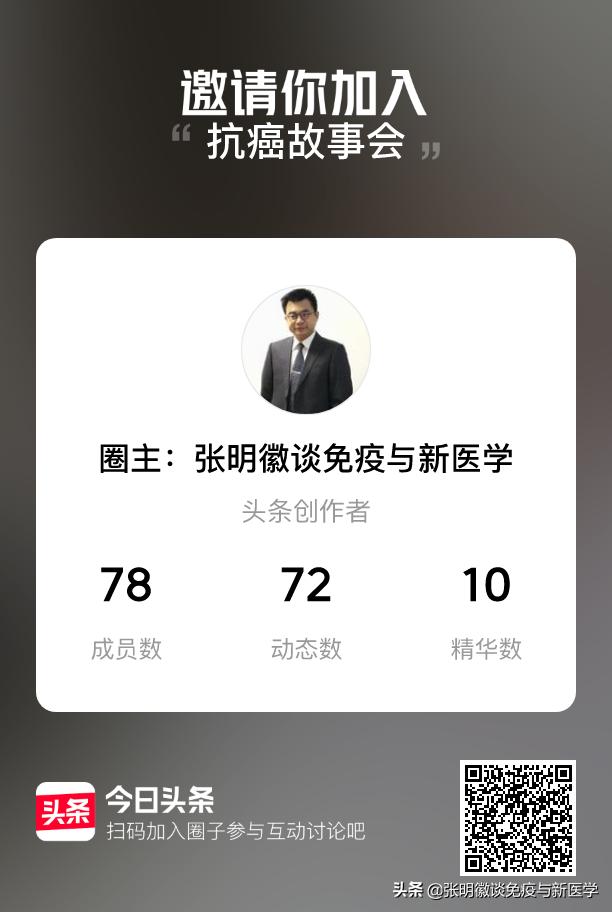 邀请你加入
“抗癌故事会”
圈主：张明徽谈免疫与新医学
头条创作者
78 72 10
成员数 动态数 精华数
头条 今日头条
扫码加入圈子参与互动讨论吧
头条 @张明徽谈免疫与新医学